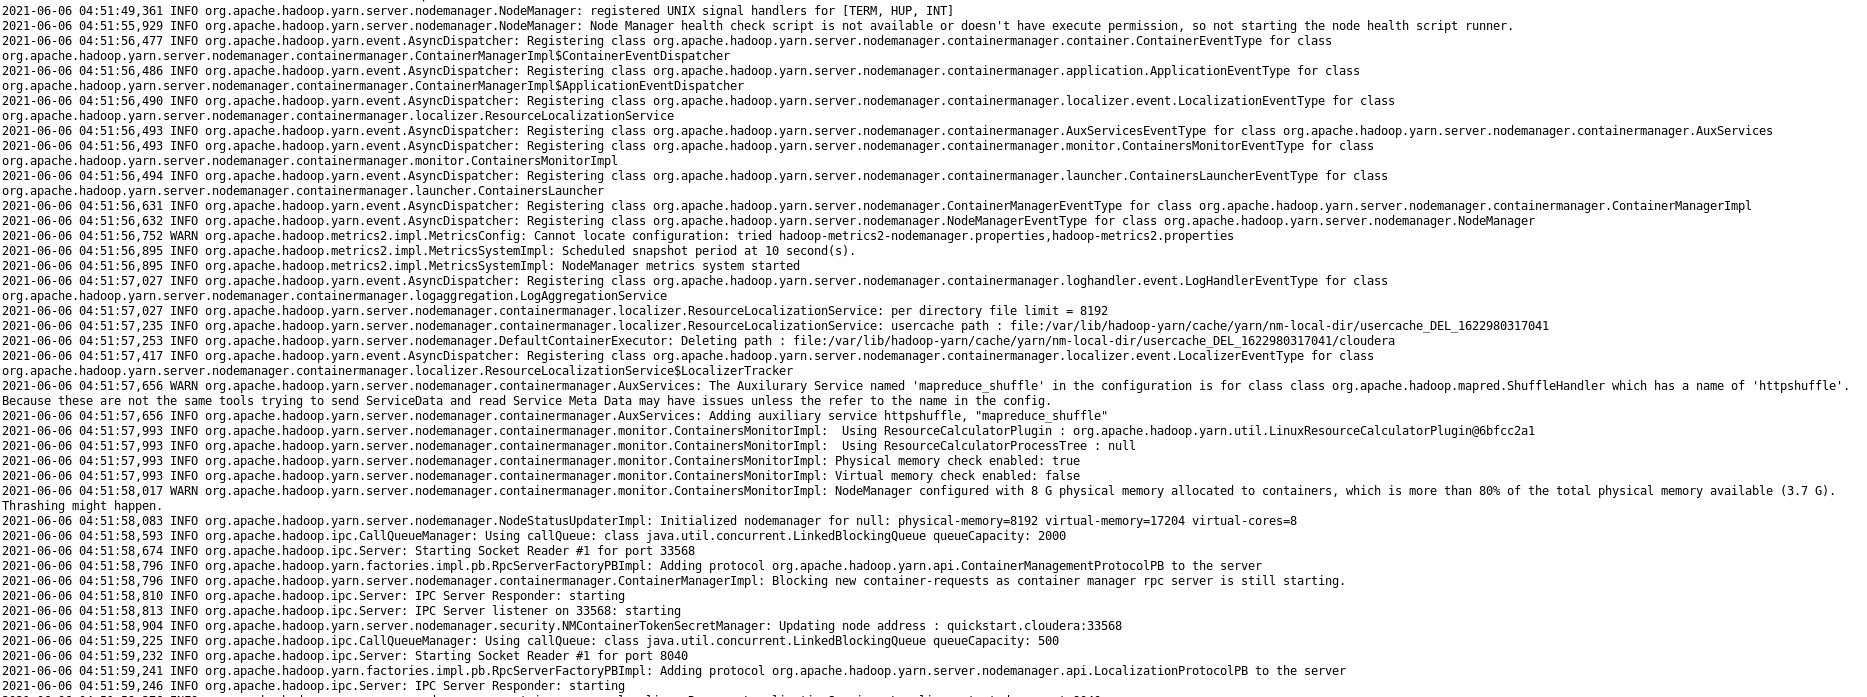 2021-06-06 04:51:49,361 INFO org.apache.hadoop.yarn.server.nodemanager.NodeManager: registered UNIX signal handlers for [TERM, HUP, INT]
2021-06-06 04:51:55,929 INFO org.apache.hadoop.yarn.server.nodemanager.NodeManager: Node Manager health check script is not available or doesn't have execute permission, so not starting the node health script runner.
2021-06-06 04:51:56,477 INFO org.apache.hadoop.yarn.event.AsyncDispatcher: Registering class org.apache.hadoop.yarn.server.nodemanager.containermanager.container.ContainerEventType for class
org.apache.hadoop.yarn.server.nodemanager.containermanager.ContainerManagerImpl$ContainerEventDispatcher
2021-06-06 04:51:56,486 INFO org.apache.hadoop.yarn.event.AsyncDispatcher: Registering class org.apache.hadoop.yarn.server.nodemanager.containermanager.application.ApplicationEventType for class
org.apache.hadoop.yarn.server.nodemanager.containermanager.ContainerManagerImpl$ApplicationEventDispatcher
2021-06-06 04:51:56,490 INFO org.apache.hadoop.yarn.event.AsyncDispatcher: Registering class org.apache.hadoop.yarn.server.nodemanager.containermanager.localizer.event.LocalizationEventType for class
org.apache.hadoop.yarn.server.nodemanager.containermanager.localizer.ResourceLocalizationService
2021-06-06 04:51:56,493 INFO org.apache.hadoop.yarn.event.AsyncDispatcher: Registering class org.apache.hadoop.yarn.server.nodemanager.containermanager.AuxServicesEventType for class org.apache.hadoop.yarn.server.nodemanager.containermanager.AuxServices
2021-06-06 04:51:56,493 INFO org.apache.hadoop.yarn.event.AsyncDispatcher: Registering class org.apache.hadoop.yarn.server.nodemanager.containermanager.monitor.ContainersMonitorEventType for class
org.apache.hadoop.yarn.server.nodemanager.containermanager.monitor.ContainersMonitorImpl
2021-06-06 04:51:56,494 INFO org.apache.hadoop.yarn.event.AsyncDispatcher: Registering class org.apache.hadoop.yarn.server.nodemanager.containermanager.launcher.ContainersLauncherEventType for class
org.apache.hadoop.yarn.server.nodemanager.containermanager.launcher.ContainersLauncher
2021-06-06 04:51:56,631 INFO org.apache.hadoop.yarn.event.AsyncDispatcher: Registering class org.apache.hadoop.yarn.server.nodemanager.ContainerManagerEventType for class org.apache.hadoop.yarn.server.nodemanager.containermanager.ContainerManagerImpl
2021-06-06 04:51:56,632 INFO org.apache.hadoop.yarn.event.AsyncDispatcher: Registering class org.apache.hadoop.yarn.server.nodemanager.NodeManagerEventType for class org.apache.hadoop.yarn.server.nodemanager.NodeManager
2021-06-06 04:51:56,752 WARN org.apache.hadoop.metrics2.impl.MetricsConfig: Cannot locate configuration: tried hadoop-metrics2-nodemanager.properties,hadoop-metrics2.properties
2021-06-06 04:51:56,895 INFO org.apache.hadoop.metrics2.impl.MetricsSystemImpl: Scheduled snapshot period at 10 second(s).
2021-06-06 04:51:56,895 INFO org.apache.hadoop.metrics2.impl.MetricsSystemImpl: NodeManager metrics system started
2021-06-06 04:51:57,027 INFO org.apache.hadoop.yarn.event.AsyncDispatcher: Registering class org.apache.hadoop.yarn.server.nodemanager.containermanager.loghandler.event.LogHandlerEventType for class
org.apache.hadoop.yarn.server.nodemanager.containermanager.logaggregation.LogAggregationService
2021-06-06 04:51:57,027 INFO org.apache.hadoop.yarn.server.nodemanager.containermanager.localizer.ResourceLocalizationService: per directory file limit = 8192
2021-06-06 04:51:57,235 INFO org.apache.hadoop.yarn.server.nodemanager.containermanager.localizer.ResourceLocalizationService: usercache path : file:/var/lib/hadoop-yarn/cache/yarn/nm-local-dir/usercache_DEL_1622980317041
2021-06-06 04:51:57,253 INFO org.apache.hadoop.yarn.server.nodemanager.DefaultContainerExecutor: Deleting path : file:/var/lib/hadoop-yarn/cache/yarn/nm-local-dir/usercache_DEL_1622980317041/cloudera
2021-06-06 04:51:57,417 INFO org.apache.hadoop.yarn.event.AsyncDispatcher: Registering class org.apache.hadoop.yarn.server.nodemanager.containermanager.localizer.event.LocalizerEventType for class
org.apache.hadoop.yarn.server.nodemanager.containermanager.localizer.ResourceLocalizationService$LocalizerTracker
2021-06-06 04:51:57,656 WARN org.apache.hadoop.yarn.server.nodemanager.containermanager.AuxServices: The Auxilurary Service named 'mapreduce_shuffle' in the configuration is for class class org.apache.hadoop.mapred.ShuffleHandler which has a name of 'httpshuffle'.
Because these are not the same tools trying to send ServiceData and read Service Meta Data may have issues unless the refer to the name in the config.
2021-06-06 04:51:57,656 INFO org.apache.hadoop.yarn.server.nodemanager.containermanager.AuxServices: Adding auxiliary service httpshuffle, "mapreduce_shuffle"
2021-06-06 04:51:57,993 INFO org.apache.hadoop.yarn.server.nodemanager.containermanager.monitor.ContainersMonitorImpl:  Using ResourceCalculatorPlugin : org.apache.hadoop.yarn.util.LinuxResourceCalculatorPlugin@6bfcc2a1
2021-06-06 04:51:57,993 INFO org.apache.hadoop.yarn.server.nodemanager.containermanager.monitor.ContainersMonitorImpl:  Using ResourceCalculatorProcessTree : null
2021-06-06 04:51:57,993 INFO org.apache.hadoop.yarn.server.nodemanager.containermanager.monitor.ContainersMonitorImpl: Physical memory check enabled: true
2021-06-06 04:51:57,993 INFO org.apache.hadoop.yarn.server.nodemanager.containermanager.monitor.ContainersMonitorImpl: Virtual memory check enabled: false
2021-06-06 04:51:58,017 WARN org.apache.hadoop.yarn.server.nodemanager.containermanager.monitor.ContainersMonitorImpl: NodeManager configured with 8 G physical memory allocated to containers, which is more than 80% of the total physical memory available (3.7 G).
Thrashing might happen.
2021-06-06 04:51:58,083 INFO org.apache.hadoop.yarn.server.nodemanager.NodeStatusUpdaterImpl: Initialized nodemanager for null: physical-memory=8192 virtual-memory=17204 virtual-cores=8
2021-06-06 04:51:58,593 INFO org.apache.hadoop.ipc.CallQueueManager: Using callQueue: class java.util.concurrent.LinkedBlockingQueue queueCapacity: 2000
2021-06-06 04:51:58,674 INFO org.apache.hadoop.ipc.Server: Starting Socket Reader #1 for port 33568
2021-06-06 04:51:58,796 INFO org.apache.hadoop.yarn.factories.impl.pb.RpcServerFactoryPBImpl: Adding protocol org.apache.hadoop.yarn.api.ContainerManagementProtocolPB to the server
2021-06-06 04:51:58,796 INFO org.apache.hadoop.yarn.server.nodemanager.containermanager.ContainerManagerImpl: Blocking new container-requests as container manager rpc server is still starting.
2021-06-06 04:51:58,810 INFO org.apache.hadoop.ipc.Server: IPC Server Responder: starting
2021-06-06 04:51:58,813 INFO org.apache.hadoop.ipc.Server: IPC Server listener on 33568: starting
2021-06-06 04:51:58,904 INFO org.apache.hadoop.yarn.server.nodemanager.security.NMContainerTokenSecretManager: Updating node address : quickstart.cloudera:33568
2021-06-06 04:51:59,225 INFO org.apache.hadoop.ipc.CallQueueManager: Using callQueue: class java.util.concurrent.LinkedBlockingQueue queueCapacity: 500
2021-06-06 04:51:59,232 INFO org.apache.hadoop.ipc.Server: Starting Socket Reader #1 for port 8040
2021-06-06 04:51:59,241 INFO org.apache.hadoop.yarn.factories.impl.pb.RpcServerFactoryPBImpl: Adding protocol org.apache.hadoop.yarn.server.nodemanager.api.LocalizationProtocolPB to the server
2021-06-06 04:51:59,246 INFO org.apache.hadoop.ipc.Server: IPC Server Responder: starting